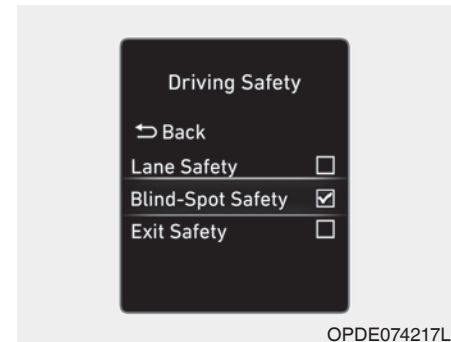 Driving Safety
Back
Lane Safety
Blind-Spot Safety
Exit Safety
OPDE074217L